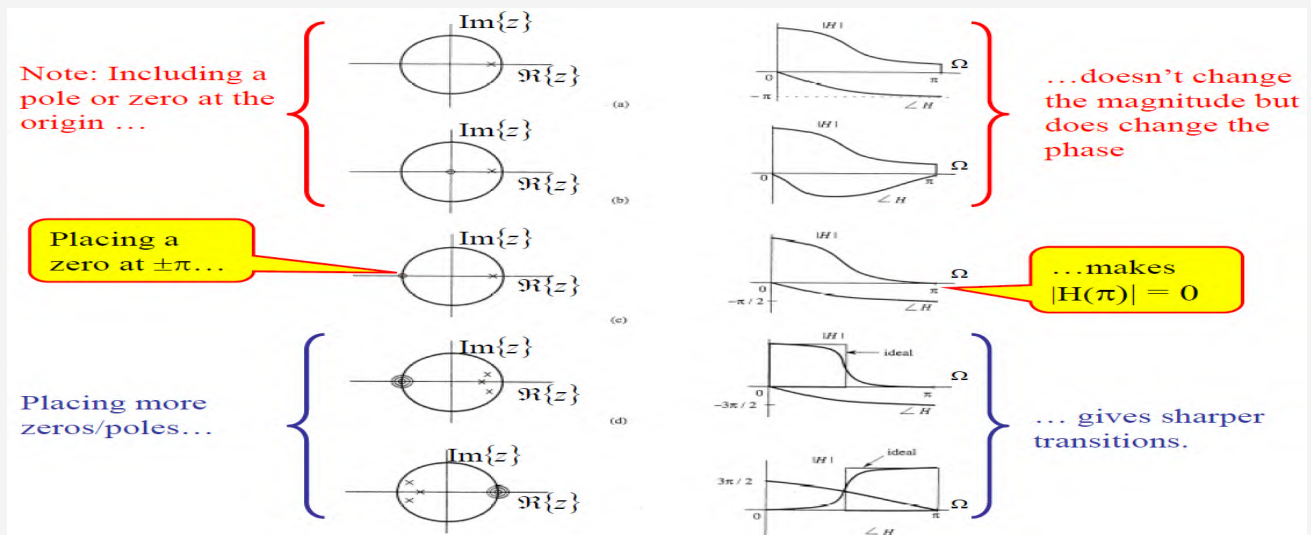 Note: Including a
pole or zero at the
origin …
Im{z}
ℜ{z}
(a)
|H|
Ω
0
π
−π
∠H
…doesn't change
the magnitude but
does change the
phase
Im{z}
ℜ{z}
(b)
|H|
Ω
0
π
∠H
Placing a
zero at ±π…
Im{z}
ℜ{z}
(c)
|H|
Ω
0
π
−π/2
∠H
…makes
|H(π)| = 0
Placing more
zeros/poles…
Im{z}
ℜ{z}
(d)
|H|
ideal
Ω
0
π
−3π/2
∠H
… gives sharper
transitions.
Im{z}
ℜ{z}
|H|
ideal
3π/2
Ω
0
π
∠H